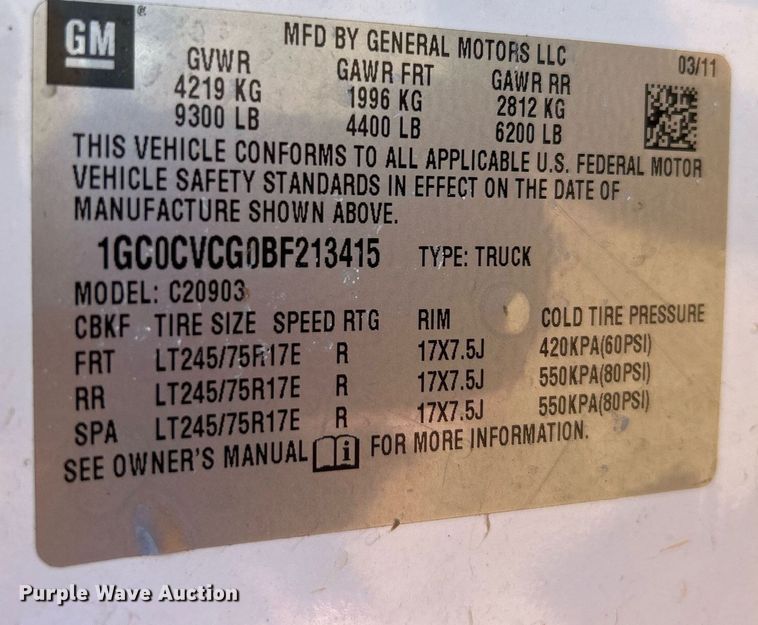 GM
MFD BY GENERAL MOTORS LLC
03/11
GVWR GAWR FRT GAWR RR
4219 KG 1996 KG 2812 KG
9300 LB 4400 LB 6200 LB
THIS VEHICLE CONFORMS TO ALL APPLICABLE U.S. FEDERAL MOTOR
VEHICLE SAFETY STANDARDS IN EFFECT ON THE DATE OF
MANUFACTURE SHOWN ABOVE.
1GC0CVCG0BF213415 TYPE: TRUCK
MODEL: C20903
CBKF TIRE SIZE SPEED RTG RIM COLD TIRE PRESSURE
FRT LT245/75R17E R 17X7.5J 420KPA(60PSI)
RR LT245/75R17E R 17X7.5J 550KPA(80PSI)
SPA LT245/75R17E R 17X7.5J 550KPA(80PSI)
SEE OWNER'S MANUAL i FOR MORE INFORMATION.
Purple Wave Auction